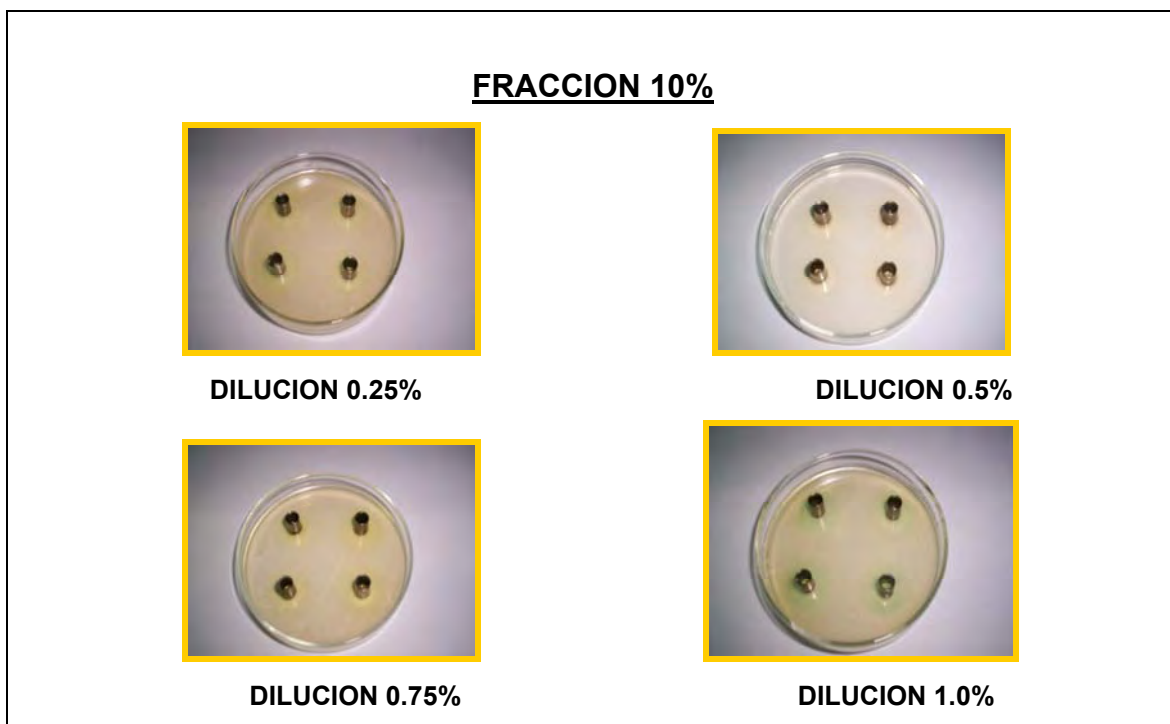 FRACCION 10%
DILUCION 0.25%
DILUCION 0.5%
DILUCION 0.75%
DILUCION 1.0%